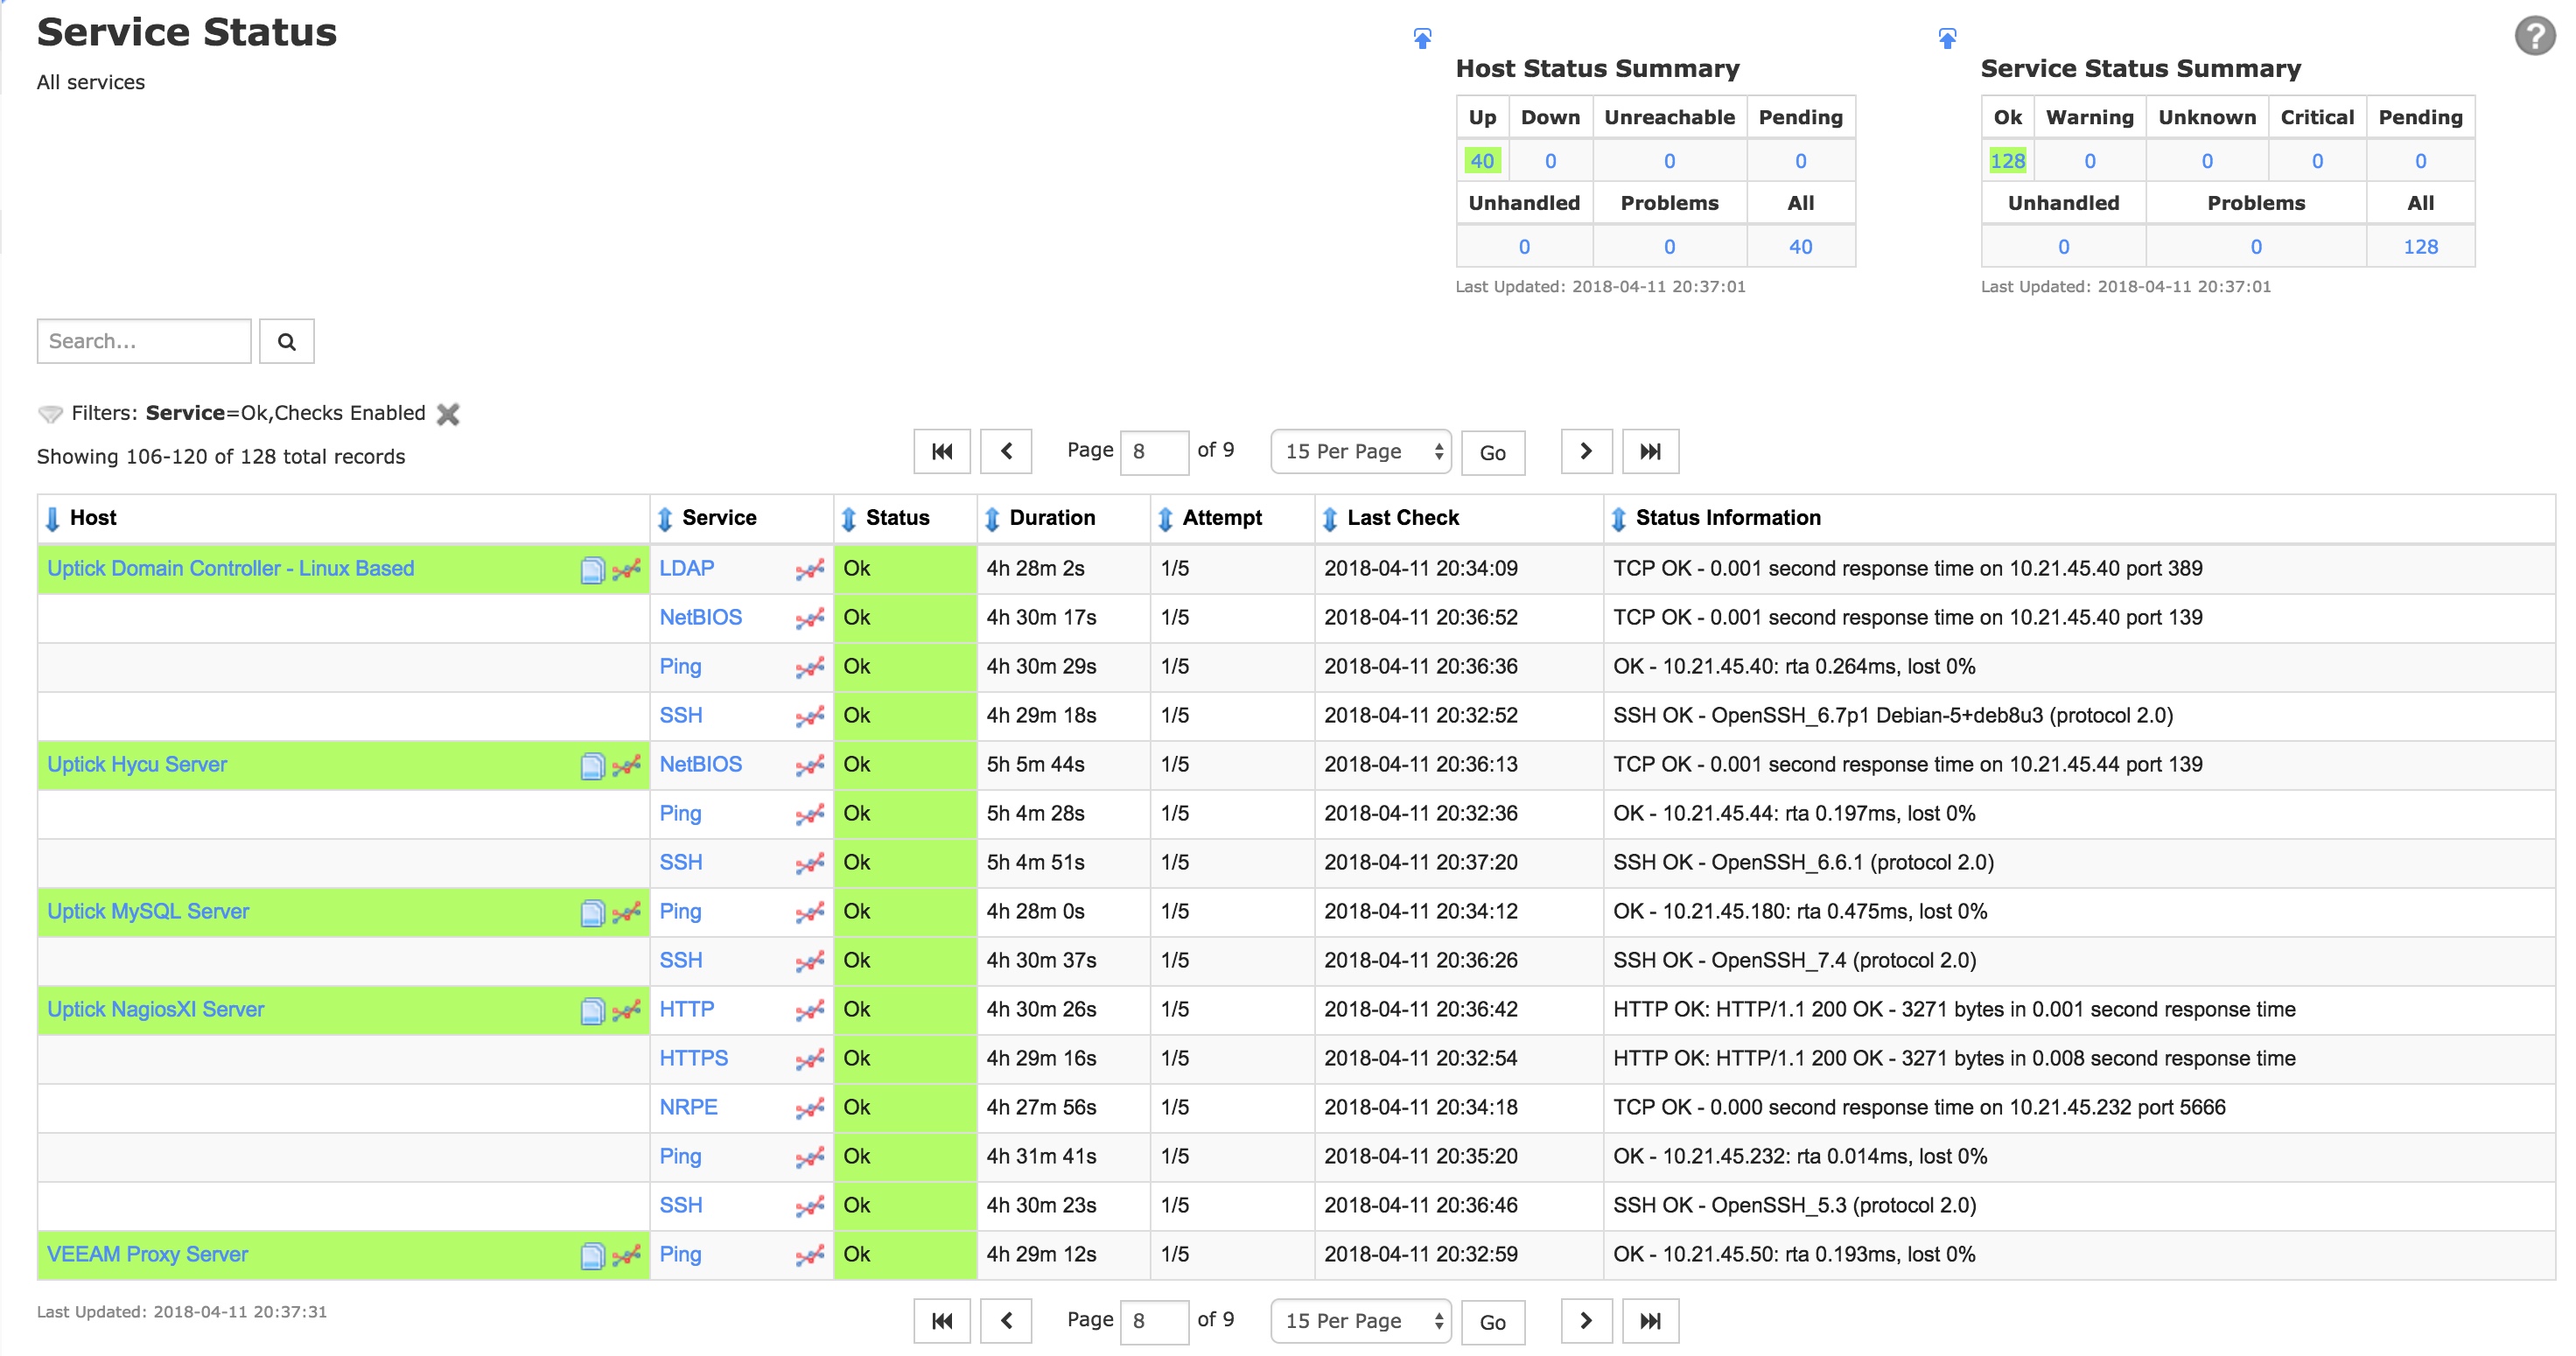 Service Status
All services
Host Status Summary
Up Down Unreachable Pending
40 0 0 0
Unhandled Problems All
0 0 40
Last Updated: 2018-04-11 20:37:01
Service Status Summary
Ok Warning Unknown Critical Pending
128 0 0 0 0
Unhandled Problems All
0 0 128
Last Updated: 2018-04-11 20:37:01
?
Search...
Filters: Service=Ok,Checks Enabled
Showing 106-120 of 128 total records
Page 8 of 9 15 Per Page Go
Host Service Status Duration Attempt Last Check Status Information
Uptick Domain Controller - Linux Based LDAP Ok 4h 28m 2s 1/5 2018-04-11 20:34:09 TCP OK - 0.001 second response time on 10.21.45.40 port 389
NetBIOS Ok 4h 30m 17s 1/5 2018-04-11 20:36:52 TCP OK - 0.001 second response time on 10.21.45.40 port 139
Ping Ok 4h 30m 29s 1/5 2018-04-11 20:36:36 OK - 10.21.45.40: rta 0.264ms, lost 0%
SSH Ok 4h 29m 18s 1/5 2018-04-11 20:32:52 SSH OK - OpenSSH_6.7p1 Debian-5+deb8u3 (protocol 2.0)
Uptick Hycu Server NetBIOS Ok 5h 5m 44s 1/5 2018-04-11 20:36:13 TCP OK - 0.001 second response time on 10.21.45.44 port 139
Ping Ok 5h 4m 28s 1/5 2018-04-11 20:32:36 OK - 10.21.45.44: rta 0.197ms, lost 0%
SSH Ok 5h 4m 51s 1/5 2018-04-11 20:37:20 SSH OK - OpenSSH_6.6.1 (protocol 2.0)
Uptick MySQL Server Ping Ok 4h 28m 0s 1/5 2018-04-11 20:34:12 OK - 10.21.45.180: rta 0.475ms, lost 0%
SSH Ok 4h 30m 37s 1/5 2018-04-11 20:36:26 SSH OK - OpenSSH_7.4 (protocol 2.0)
Uptick NagiosXI Server HTTP Ok 4h 30m 26s 1/5 2018-04-11 20:36:42 HTTP OK: HTTP/1.1 200 OK - 3271 bytes in 0.001 second response time
HTTPS Ok 4h 29m 16s 1/5 2018-04-11 20:32:54 HTTP OK: HTTP/1.1 200 OK - 3271 bytes in 0.008 second response time
NRPE Ok 4h 27m 56s 1/5 2018-04-11 20:34:18 TCP OK - 0.000 second response time on 10.21.45.232 port 5666
Ping Ok 4h 31m 41s 1/5 2018-04-11 20:35:20 OK - 10.21.45.232: rta 0.014ms, lost 0%
SSH Ok 4h 30m 23s 1/5 2018-04-11 20:36:46 SSH OK - OpenSSH_5.3 (protocol 2.0)
VEEAM Proxy Server Ping Ok 4h 29m 12s 1/5 2018-04-11 20:32:59 OK - 10.21.45.50: rta 0.193ms, lost 0%
Last Updated: 2018-04-11 20:37:31
Page 8 of 9 15 Per Page Go